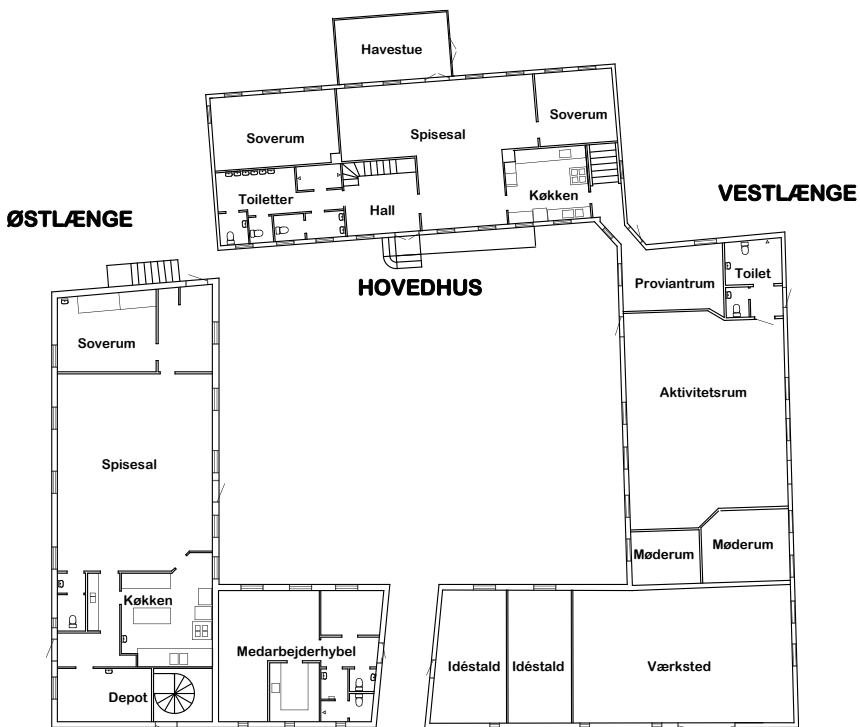 Havestue
Soverum
Spisesal
Soverum
Toiletter
Hall
Køkken
ØSTLÆNGE
VESTLÆNGE
HOVEDHUS
Proviantrum
Toilet
Soverum
Aktivitetsrum
Spisesal
Møderum
Møderum
Køkken
Medarbejderhybel
Idéstald
Idéstald
Værksted
Depot